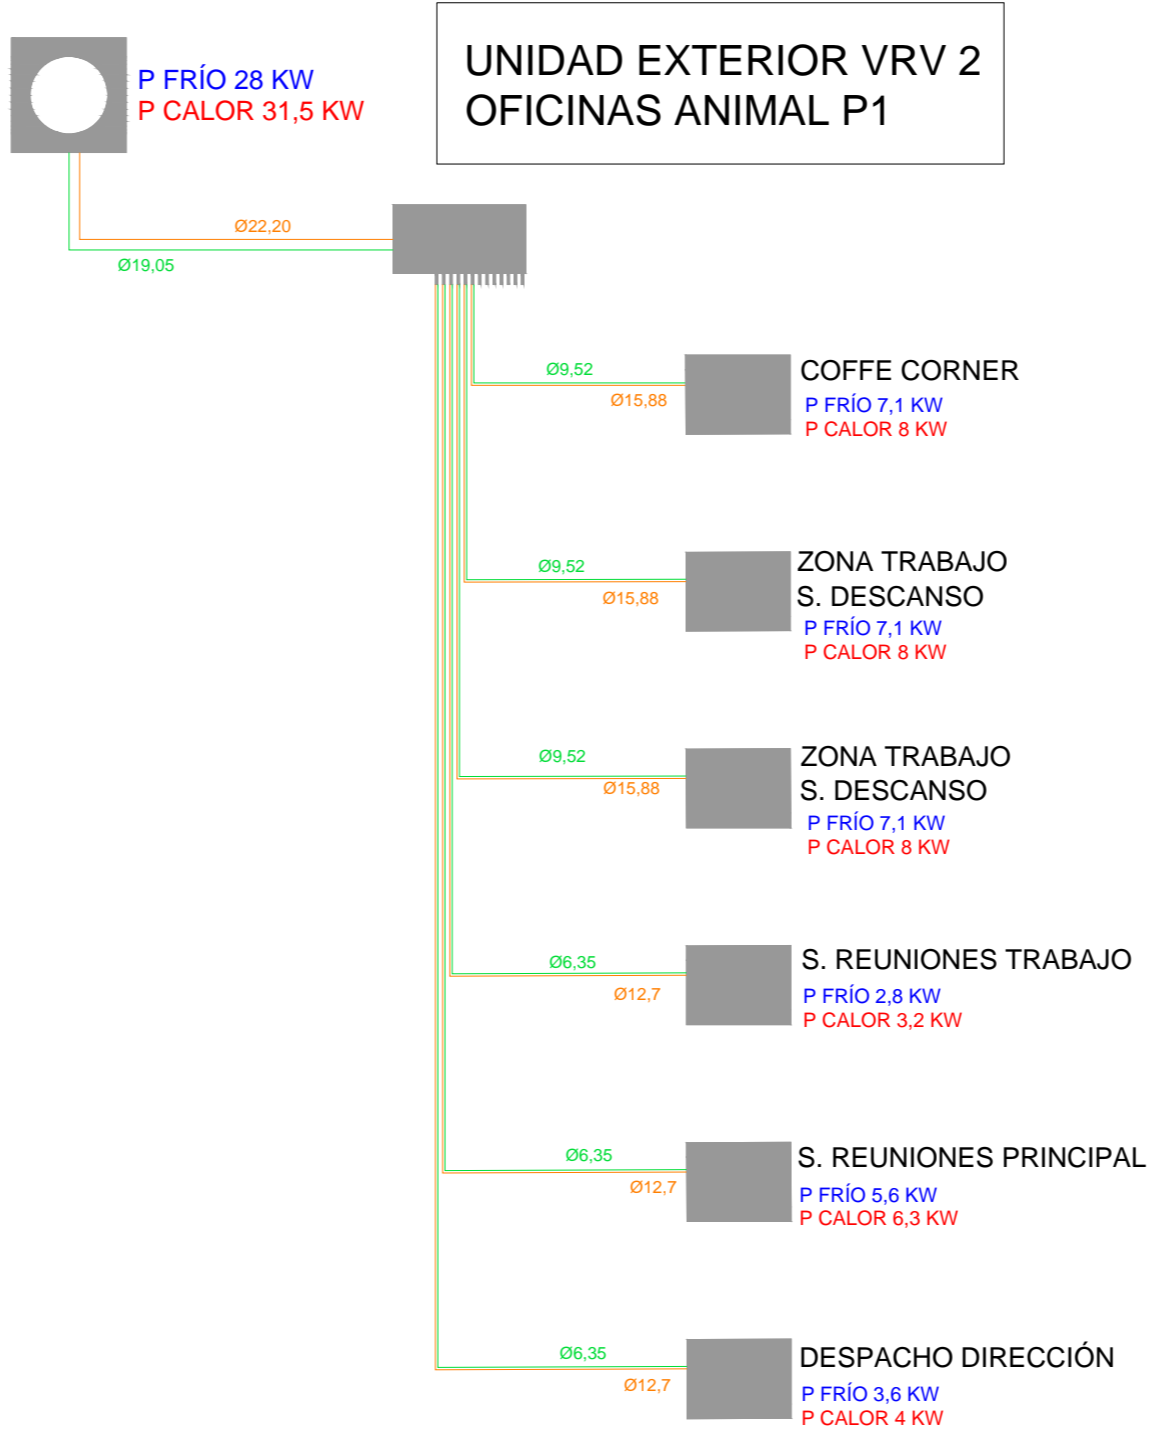 UNIDAD EXTERIOR VRV 2
OFICINAS ANIMAL P1
P FRÍO 28 KW
P CALOR 31,5 KW
Ø22,20
Ø19,05
Ø9,52
Ø15,88
COFFE CORNER
P FRÍO 7,1 KW
P CALOR 8 KW
Ø9,52
Ø15,88
ZONA TRABAJO
S. DESCANSO
P FRÍO 7,1 KW
P CALOR 8 KW
Ø9,52
Ø15,88
ZONA TRABAJO
S. DESCANSO
P FRÍO 7,1 KW
P CALOR 8 KW
Ø6,35
Ø12,7
S. REUNIONES TRABAJO
P FRÍO 2,8 KW
P CALOR 3,2 KW
Ø6,35
Ø12,7
S. REUNIONES PRINCIPAL
P FRÍO 5,6 KW
P CALOR 6,3 KW
Ø6,35
Ø12,7
DESPACHO DIRECCIÓN
P FRÍO 3,6 KW
P CALOR 4 KW